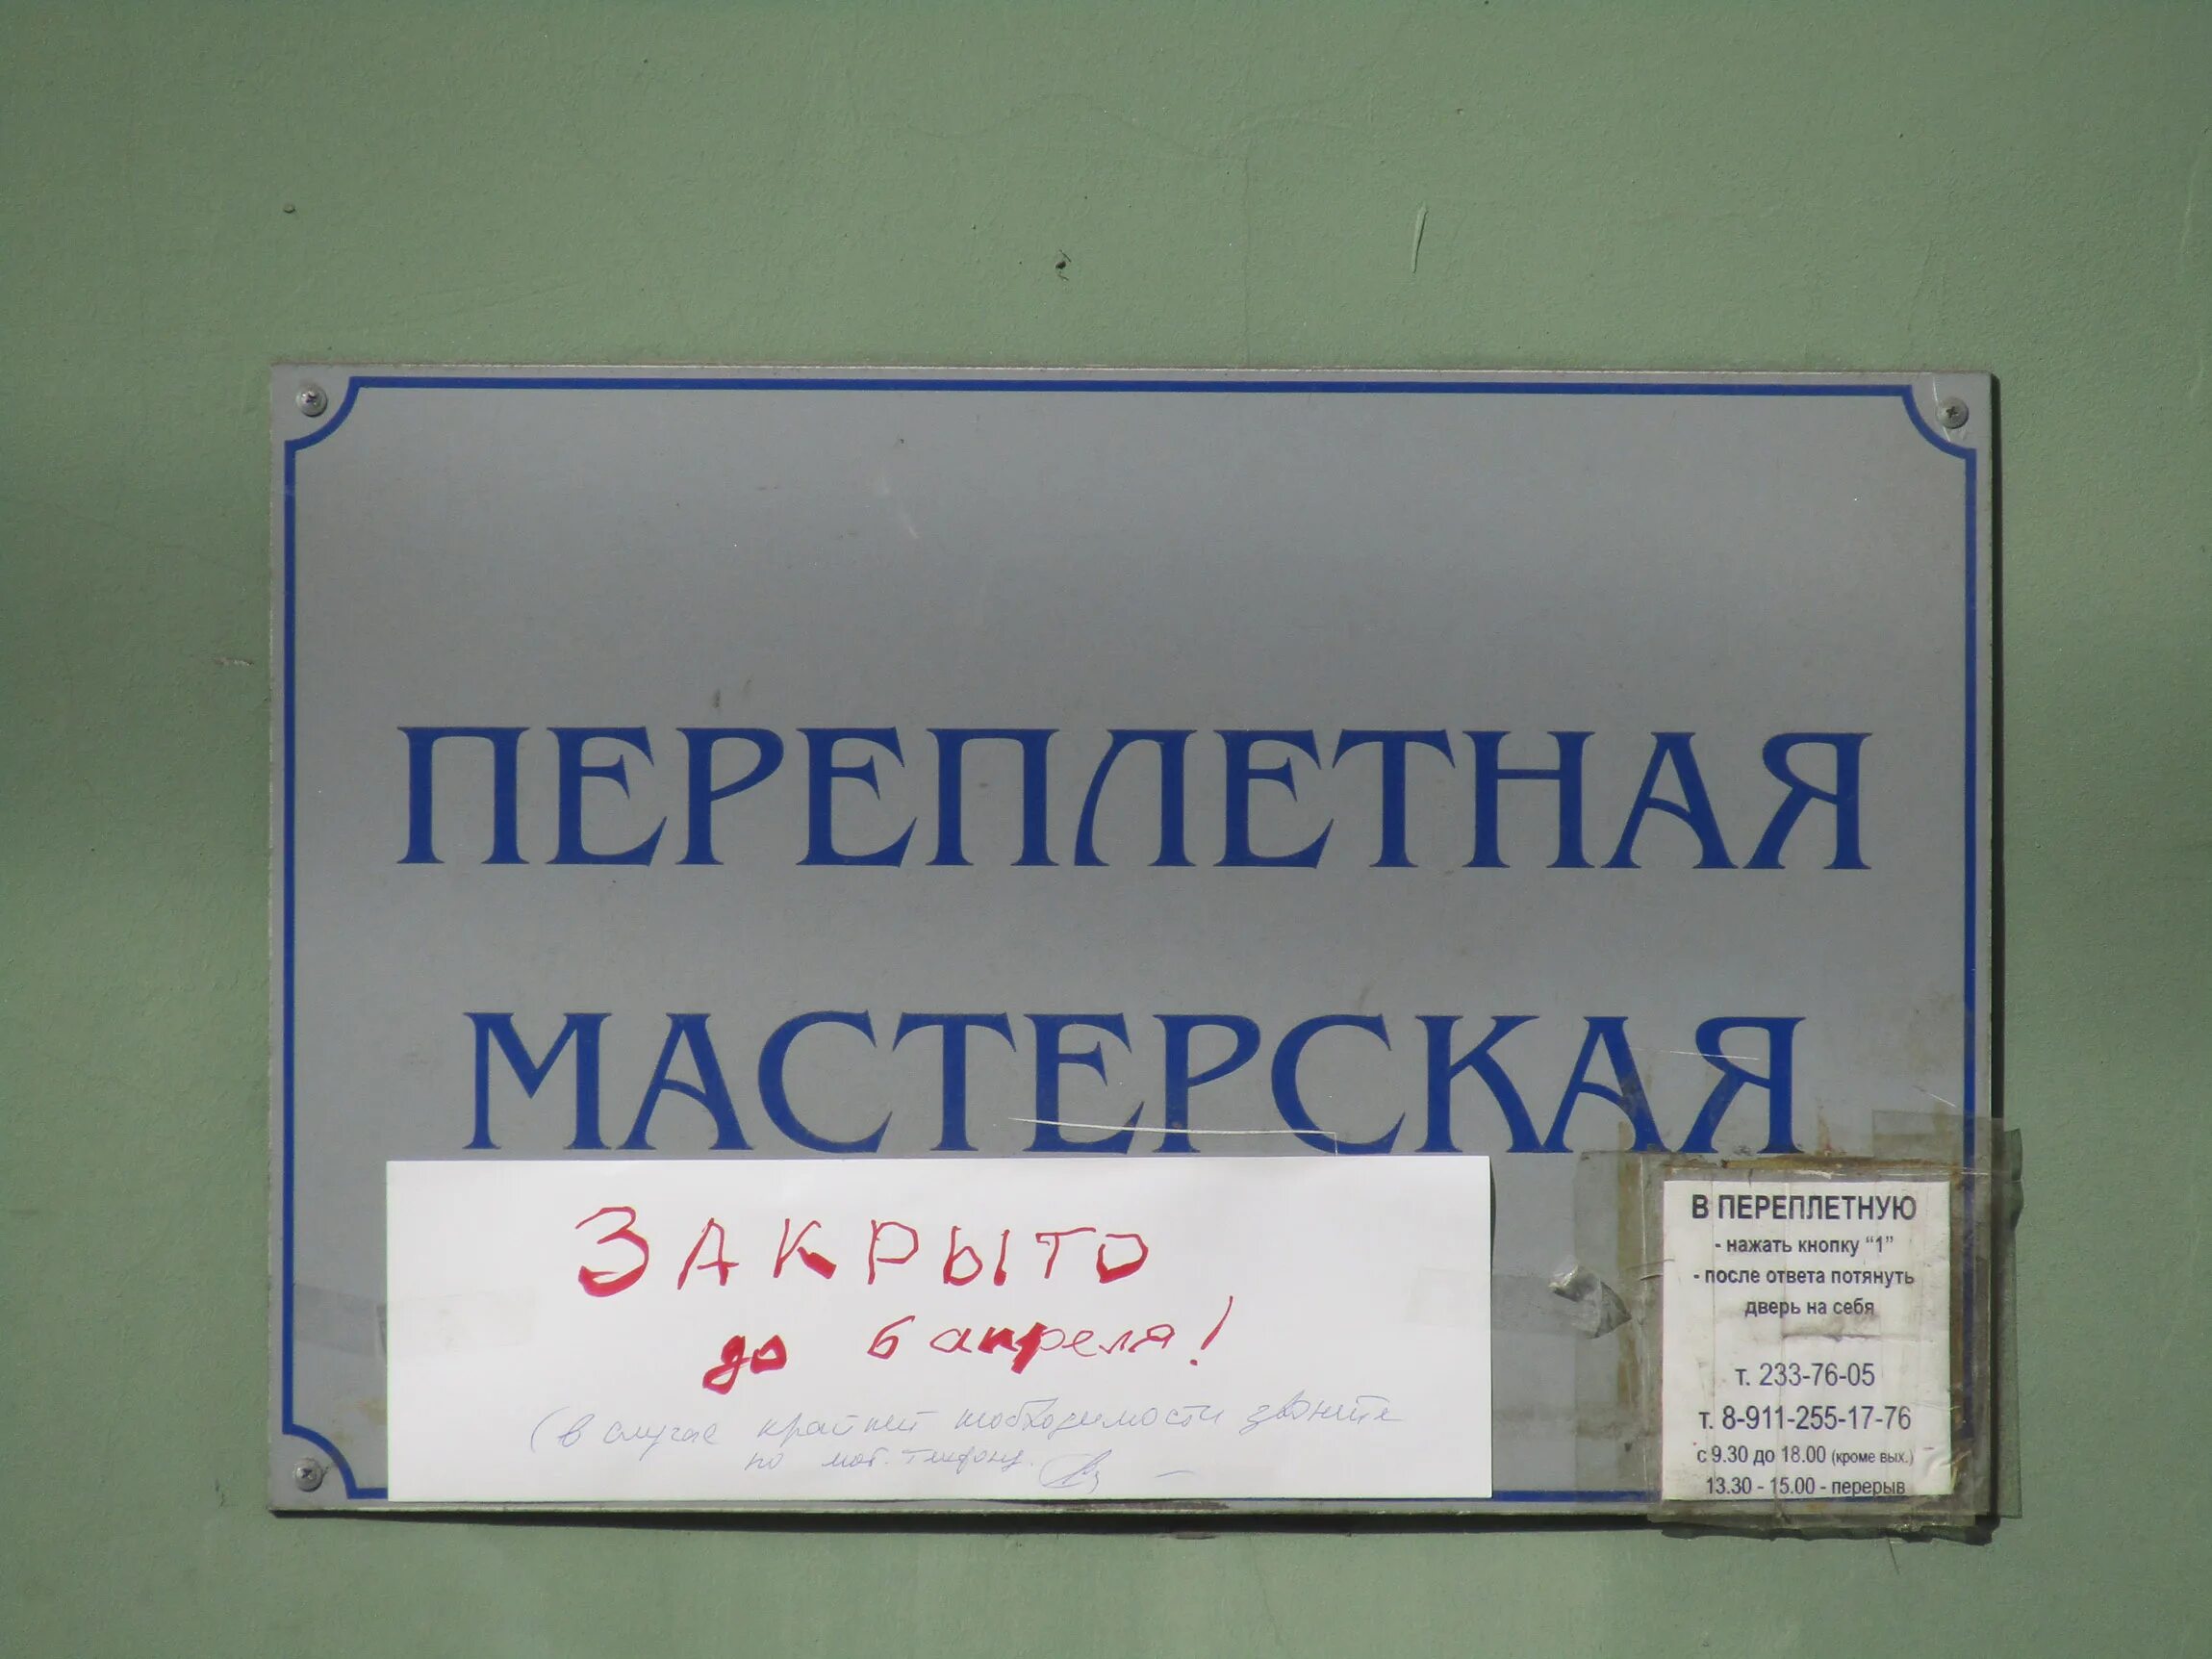 ПЕРЕПЛЕТНАЯ
МАСТЕРСКАЯ
ЗАКРЫТО
до 6 апреля!
(в случае крайней необходимости звоните
по моб. телефону.
В ПЕРЕПЛЕТНУЮ
- нажать кнопку “1”
- после ответа потянуть
дверь на себя
т. 233-76-05
т. 8-911-255-17-76
с 9.30 до 18.00 (кроме вых.)
13.30 - 15.00 - перерыв